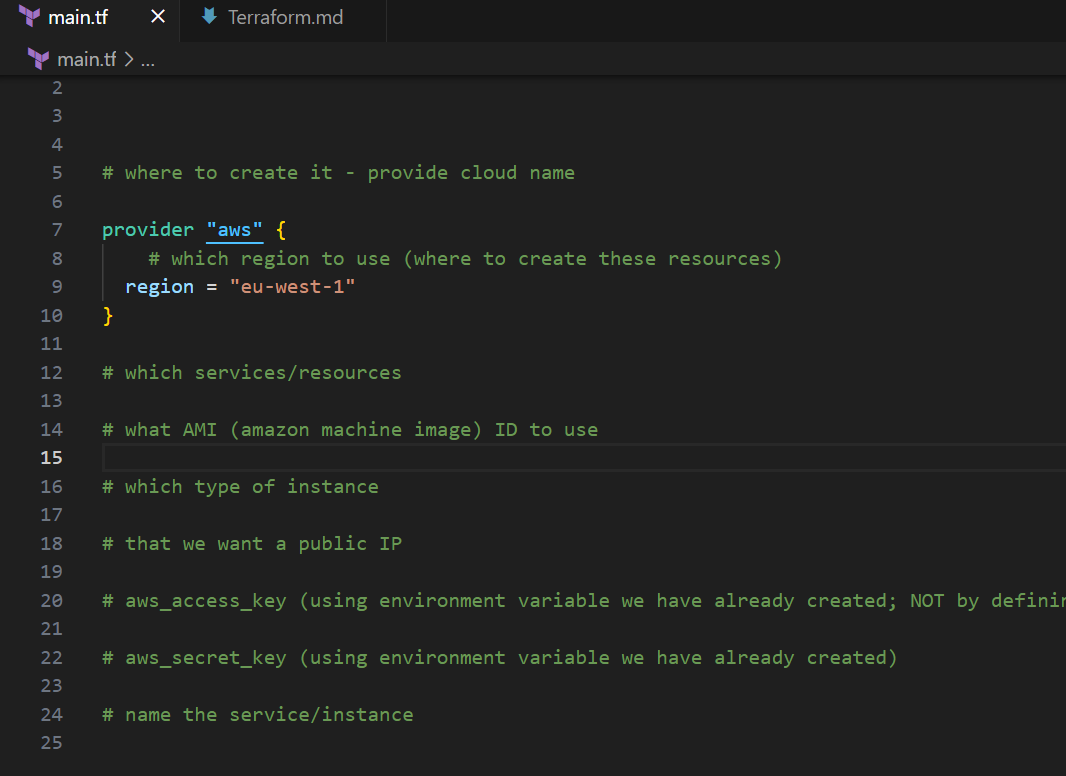 main.tf Terraform.md
main.tf > ...
2
3
4
5 # where to create it - provide cloud name
6
7 provider "aws" {
8 # which region to use (where to create these resources)
9 region = "eu-west-1"
10 }
11
12 # which services/resources
13
14 # what AMI (amazon machine image) ID to use
15
16 # which type of instance
17
18 # that we want a public IP
19
20 # aws_access_key (using environment variable we have already created; NOT by
21
22 # aws_secret_key (using environment variable we have already created)
23
24 # name the service/instance
25